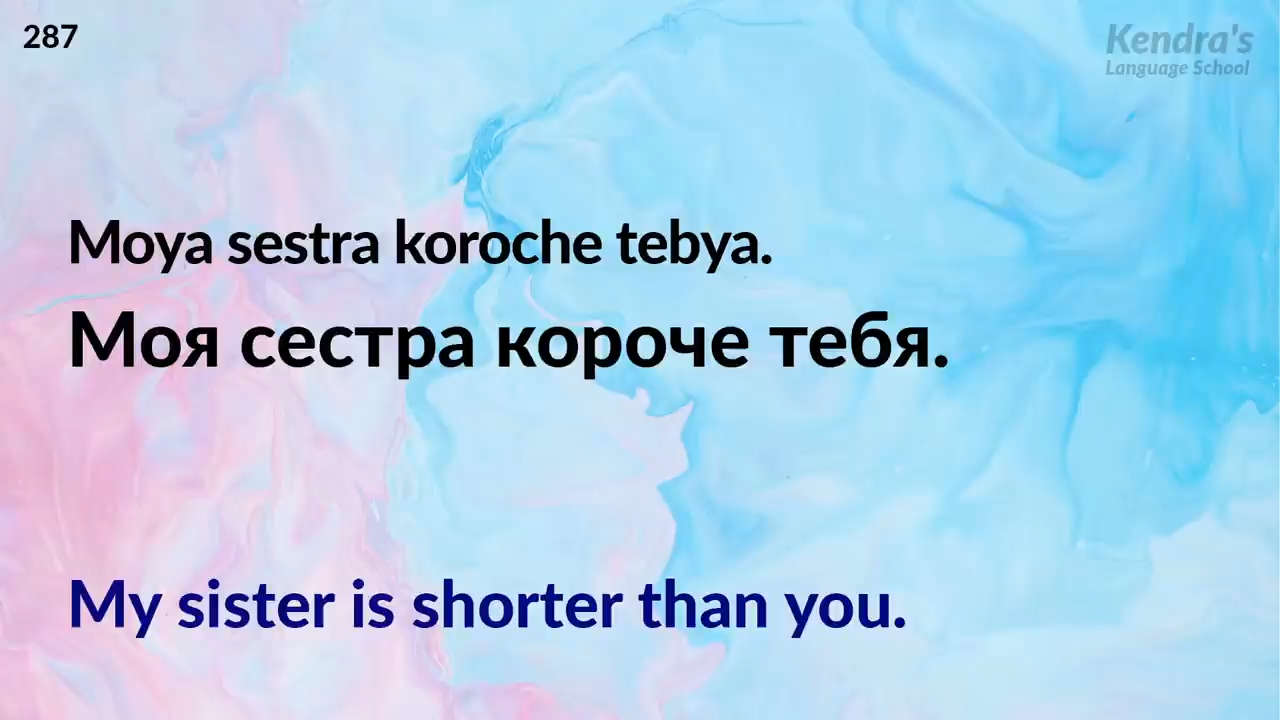 287
Kendra's
Language School
Moya sestra koroche tebya.
Моя сестра короче тебя.
My sister is shorter than you.